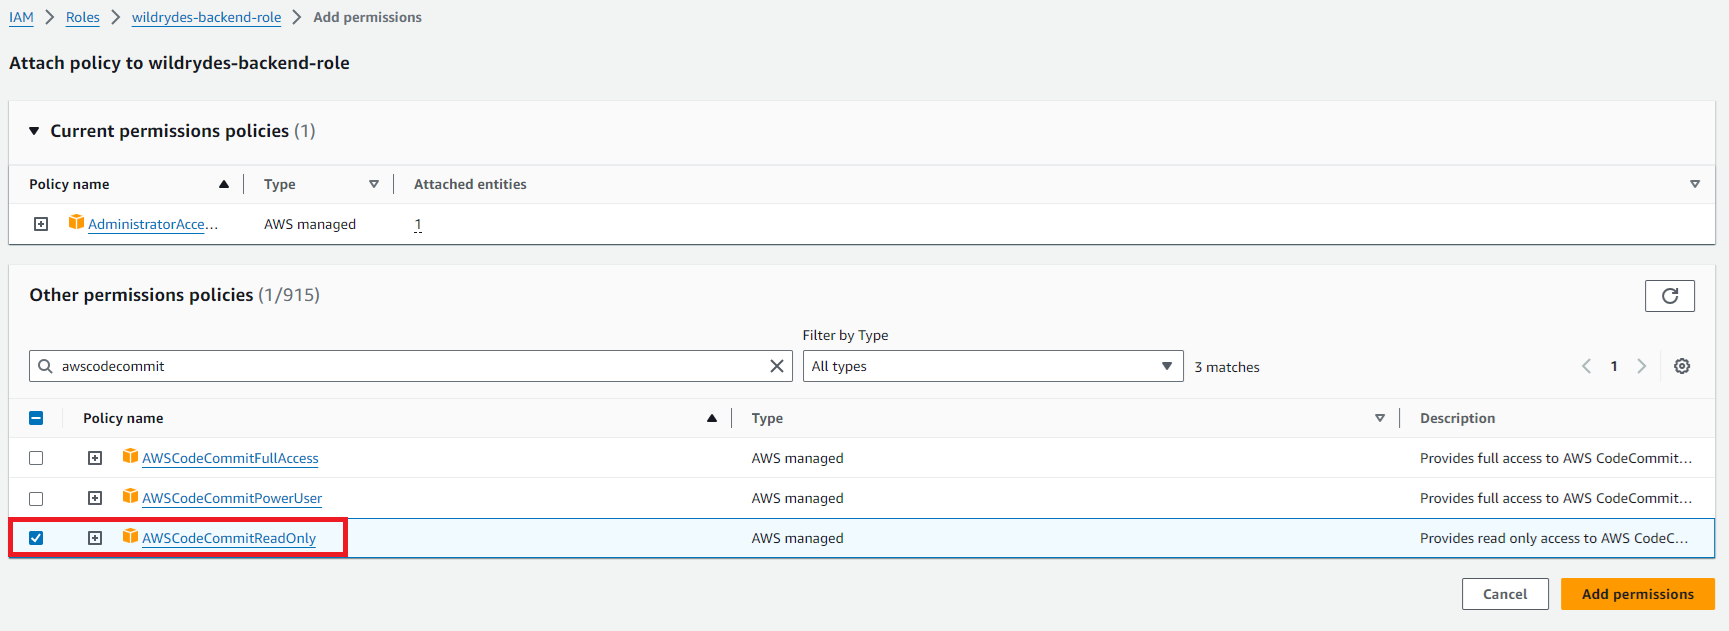 IAM > Roles > wildrydes-backend-role > Add permissions
Attach policy to wildrydes-backend-role
Current permissions policies (1)
Policy name Type Attached entities
AdministratorAcce... AWS managed 1
Other permissions policies (1/915)
Filter by Type
awscodecommit All types 3 matches 1
Policy name Type Description
AWSCodeCommitFullAccess AWS managed Provides full access to AWS CodeCommit...
AWSCodeCommitPowerUser AWS managed Provides full access to AWS CodeCommit...
AWSCodeCommitReadOnly AWS managed Provides read only access to AWS CodeC...
Cancel Add permissions